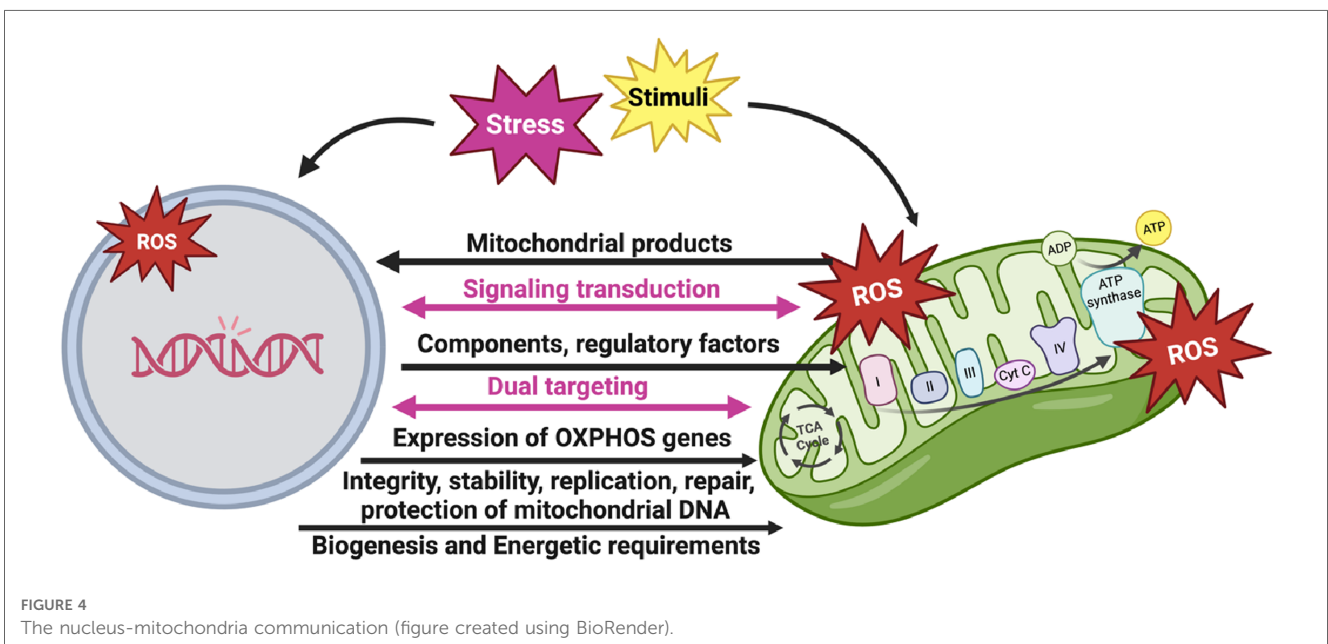 Stress
Stimuli
ROS
Mitochondrial products
Signaling transduction
Components, regulatory factors
Dual targeting
Expression of OXPHOS genes
Integrity, stability, replication, repair,
protection of mitochondrial DNA
Biogenesis and Energetic requirements
ROS
ADP
ATP
ATP
synthase
ROS
I
II
III
Cyt C
IV
TCA
Cycle
FIGURE 4
The nucleus-mitochondria communication (figure created using BioRender).